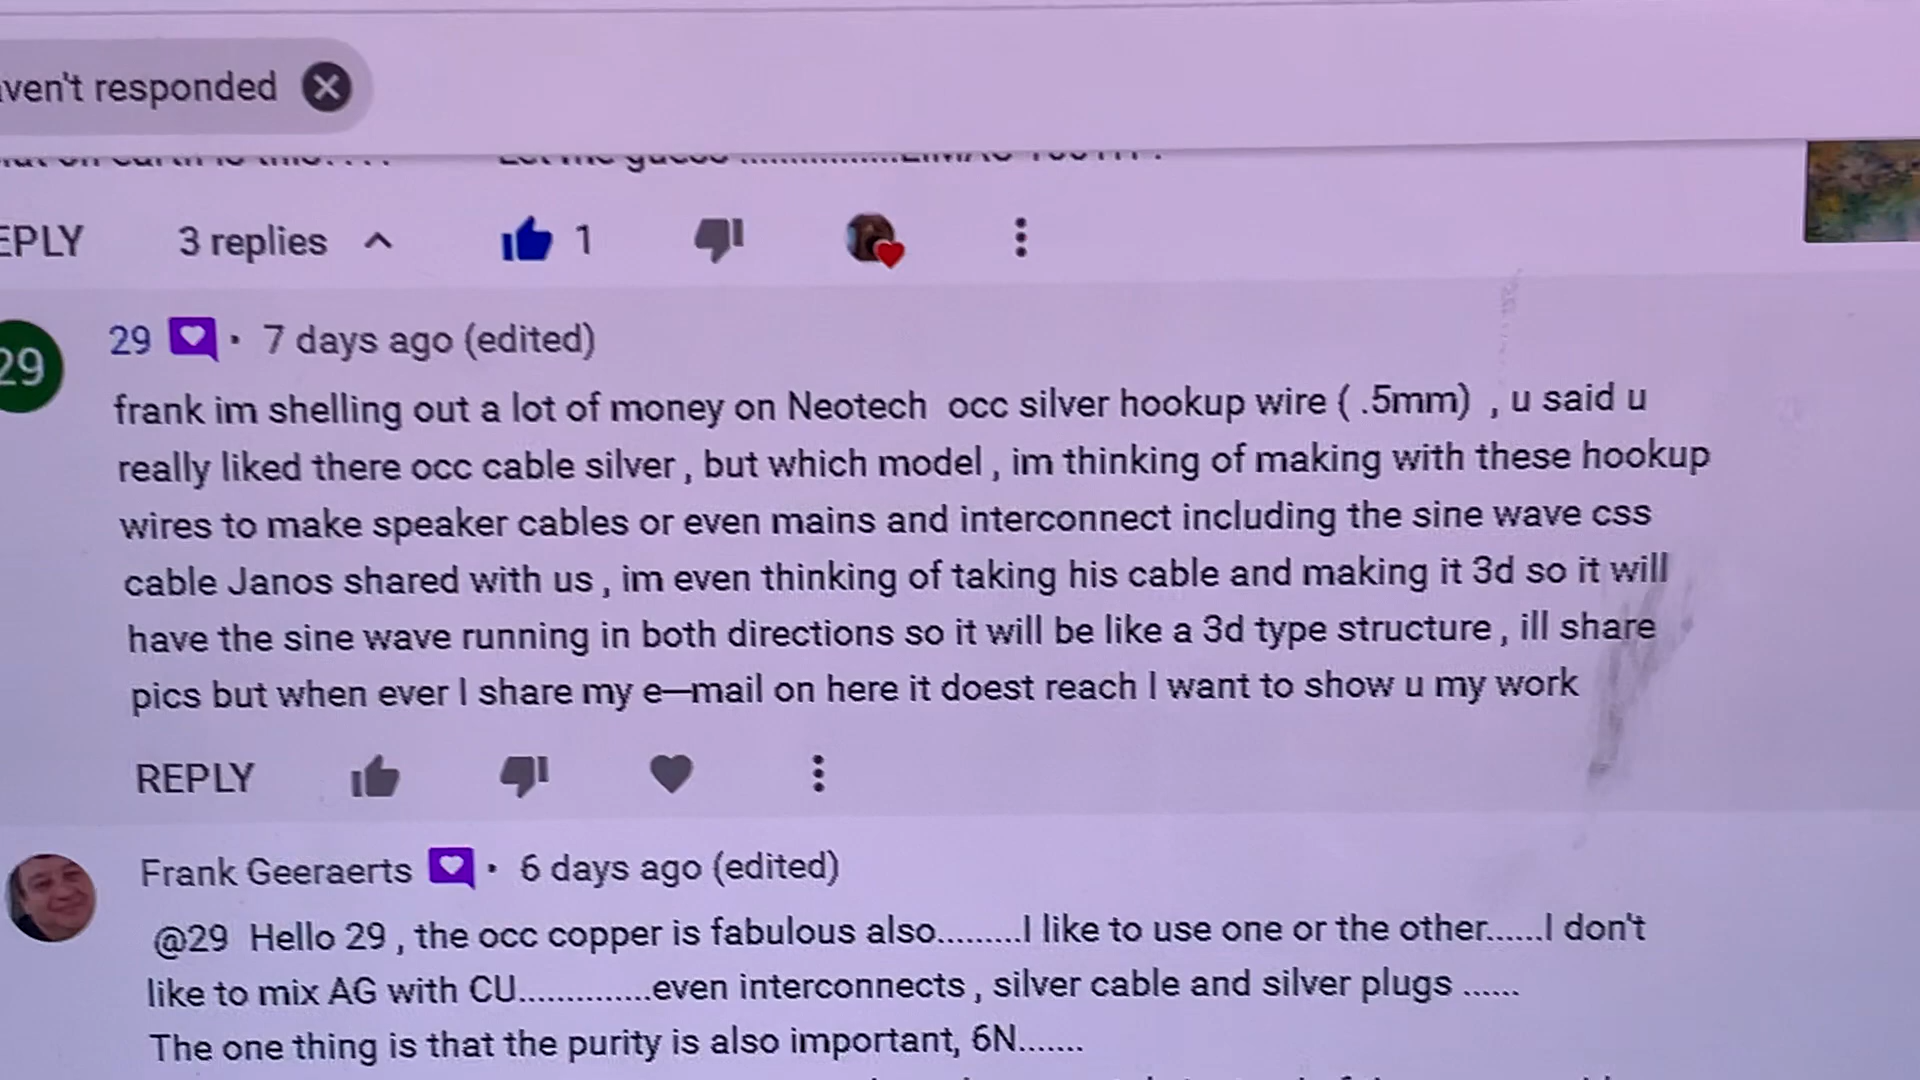 haven't responded
EPLY 3 replies 1
29 29 · 7 days ago (edited)
frank im shelling out a lot of money on Neotech occ silver hookup wire ( .5mm) , u said u
really liked there occ cable silver , but which model , im thinking of making with these hookup
wires to make speaker cables or even mains and interconnect including the sine wave css
cable Janos shared with us , im even thinking of taking his cable and making it 3d so it will
have the sine wave running in both directions so it will be like a 3d type structure , ill share
pics but when ever I share my e—mail on here it doest reach I want to show u my work
REPLY
Frank Geeraerts · 6 days ago (edited)
@29 Hello 29 , the occ copper is fabulous also.........I like to use one or the other......I don't
like to mix AG with CU..............even interconnects , silver cable and silver plugs ......
The one thing is that the purity is also important, 6N.......